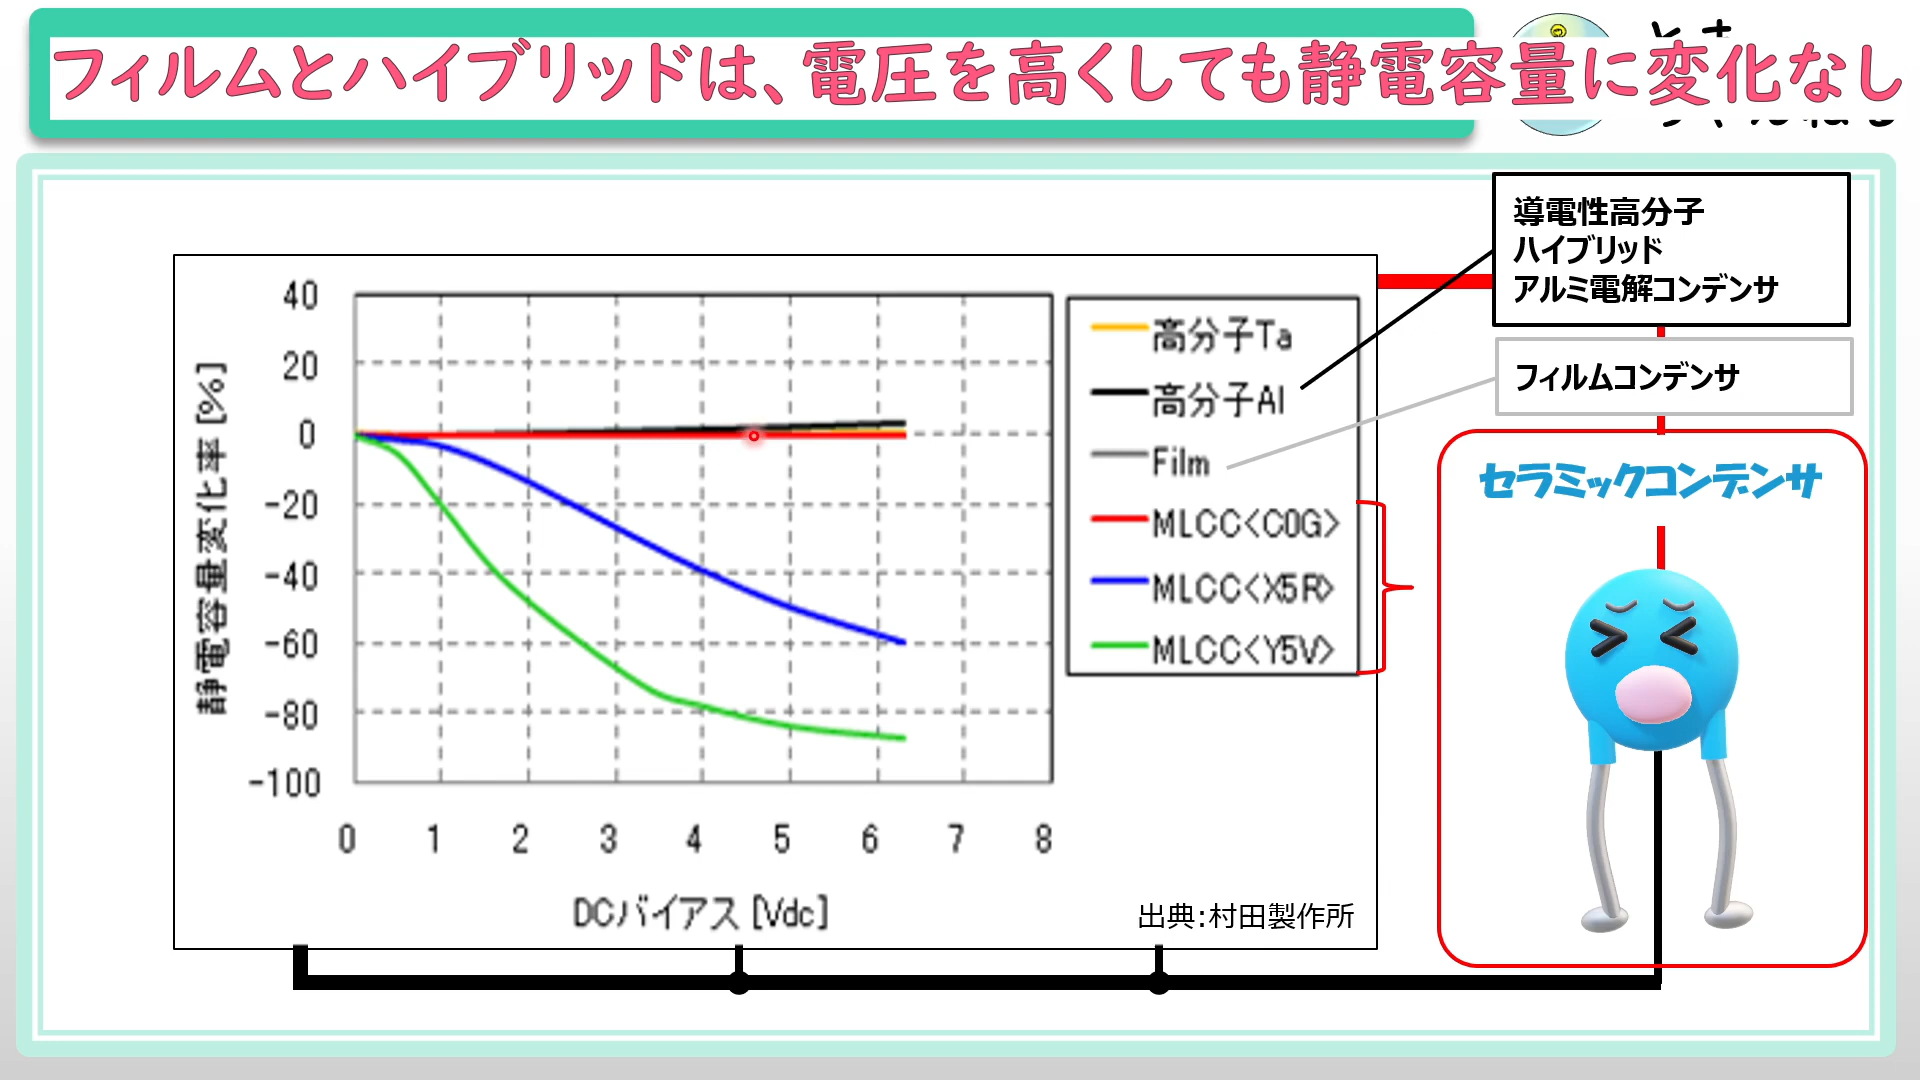 フィルムとハイブリッドは、電圧を高くしても静電容量に変化なし
導電性高分子
ハイブリッド
アルミ電解コンデンサ
フィルムコンデンサ
セラミックコンデンサ
静電容量変化率 [%]
40
20
0
-20
-40
-60
-80
-100
0 1 2 3 4 5 6 7 8
DCバイアス [Vdc]
高分子Ta
高分子Al
Film
MLCC<C0G>
MLCC<X5R>
MLCC<Y5V>
出典:村田製作所